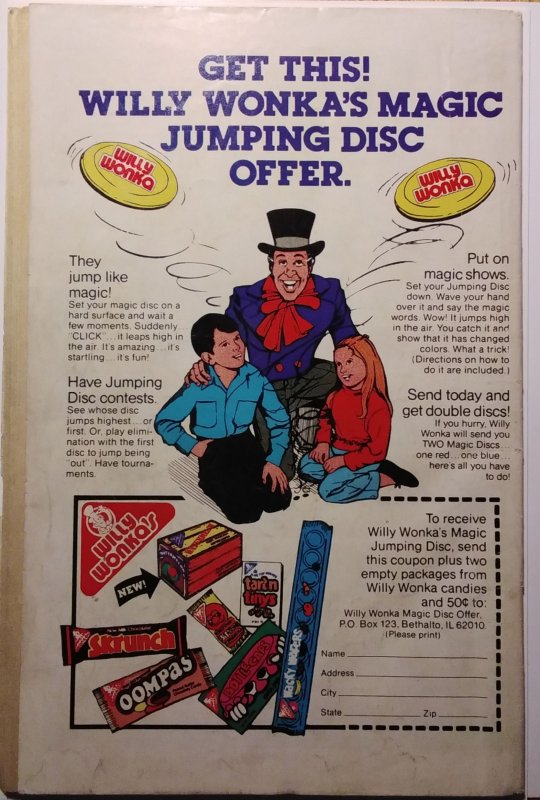 GET THIS!
WILLY WONKA'S MAGIC
JUMPING DISC
OFFER.
WILLY
WONKA
WILLY
WONKA
They
jump like
magic!
Set your magic disc on a
hard surface and wait a
few moments. Suddenly...
"CLICK"...it leaps high in
the air. It's amazing...it's
startling...it's fun!
Have Jumping
Disc contests.
See whose disc
jumps highest...or
first. Or, play elimi-
nation with the first
disc to jump being
"out". Have tourna-
ments.
Put on
magic shows.
Set your Jumping Disc
down. Wave your hand
over it and say the magic
words. Wow! It jumps high
in the air. You catch it and
show that it has changed
colors. What a trick!
(Directions on how to
do it are included.)
Send today and
get double discs!
If you hurry, Willy
Wonka will send you
TWO Magic Discs...
one red...one blue...
here's all you have
to do!
WILLY
WONKA'S
NEW!
tart n
tinys
Skrunch
OOMPAS
WACKY WAFERS
To receive
Willy Wonka's Magic
Jumping Disc, send
this coupon plus two
empty packages from
Willy Wonka candies
and 50¢ to:
Willy Wonka Magic Disc Offer,
P.O. Box 123, Bethalto, IL 62010.
(Please print)
Name
Address
City
State Zip